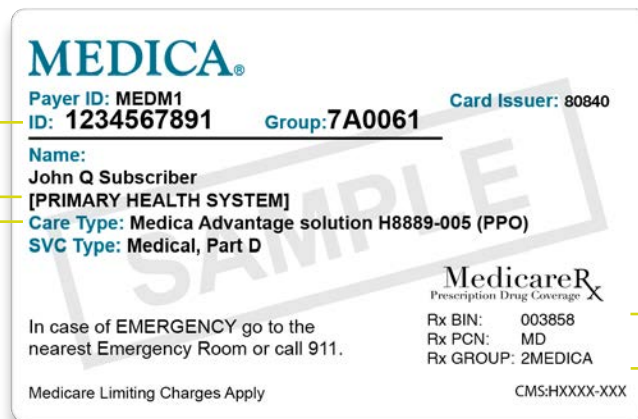 MEDICA®
Payer ID: MEDM1
Card Issuer: 80840
ID: 1234567891 Group:7A0061
Name:
John Q Subscriber
[PRIMARY HEALTH SYSTEM]
Care Type: Medica Advantage solution H8889-005 (PPO)
SVC Type: Medical, Part D
SAMPLE
MedicareRx
Prescription Drug Coverage
In case of EMERGENCY go to the
nearest Emergency Room or call 911.
Rx BIN: 003858
Rx PCN: MD
Rx GROUP: 2MEDICA
Medicare Limiting Charges Apply
CMS:HXXXX-XXX